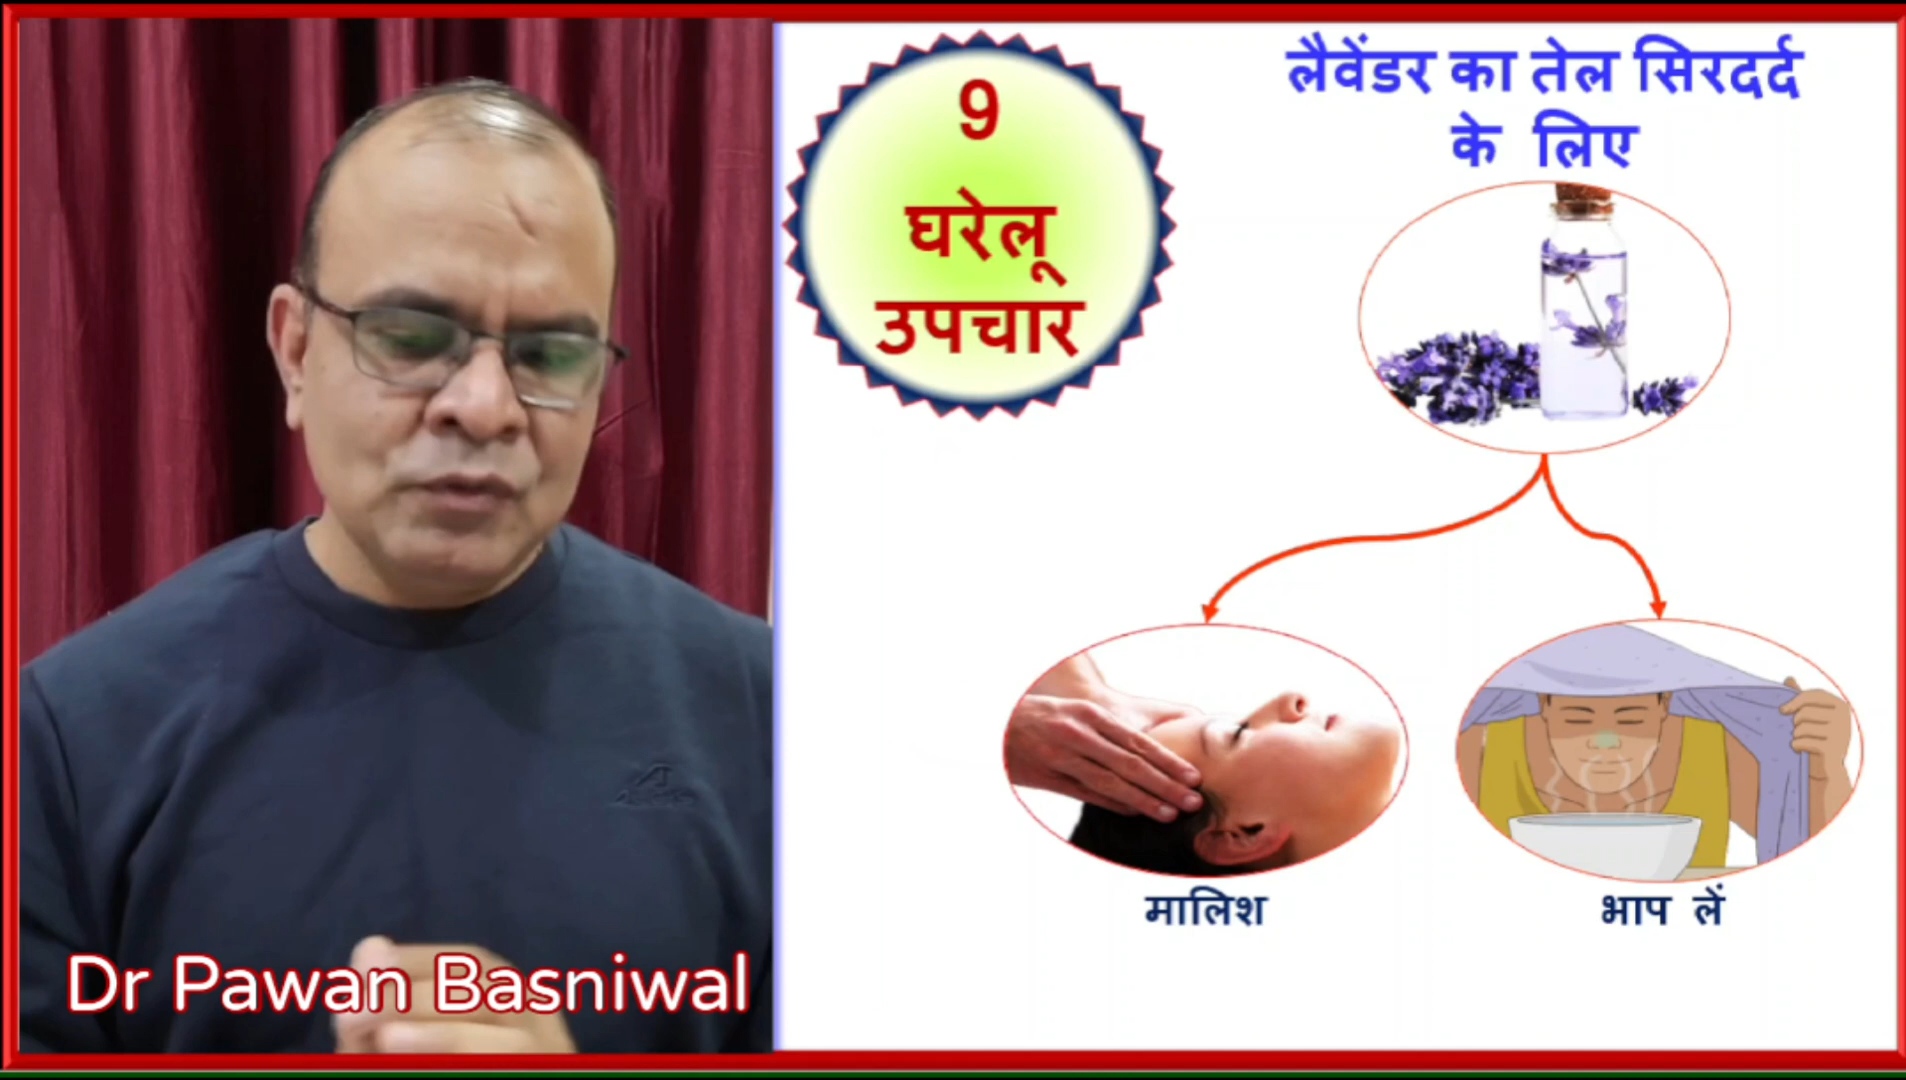 9
घरेलू
उपचार
लैवेंडर का तेल सिरदर्द
के लिए
मालिश
भाप लें
Dr Pawan Basniwal